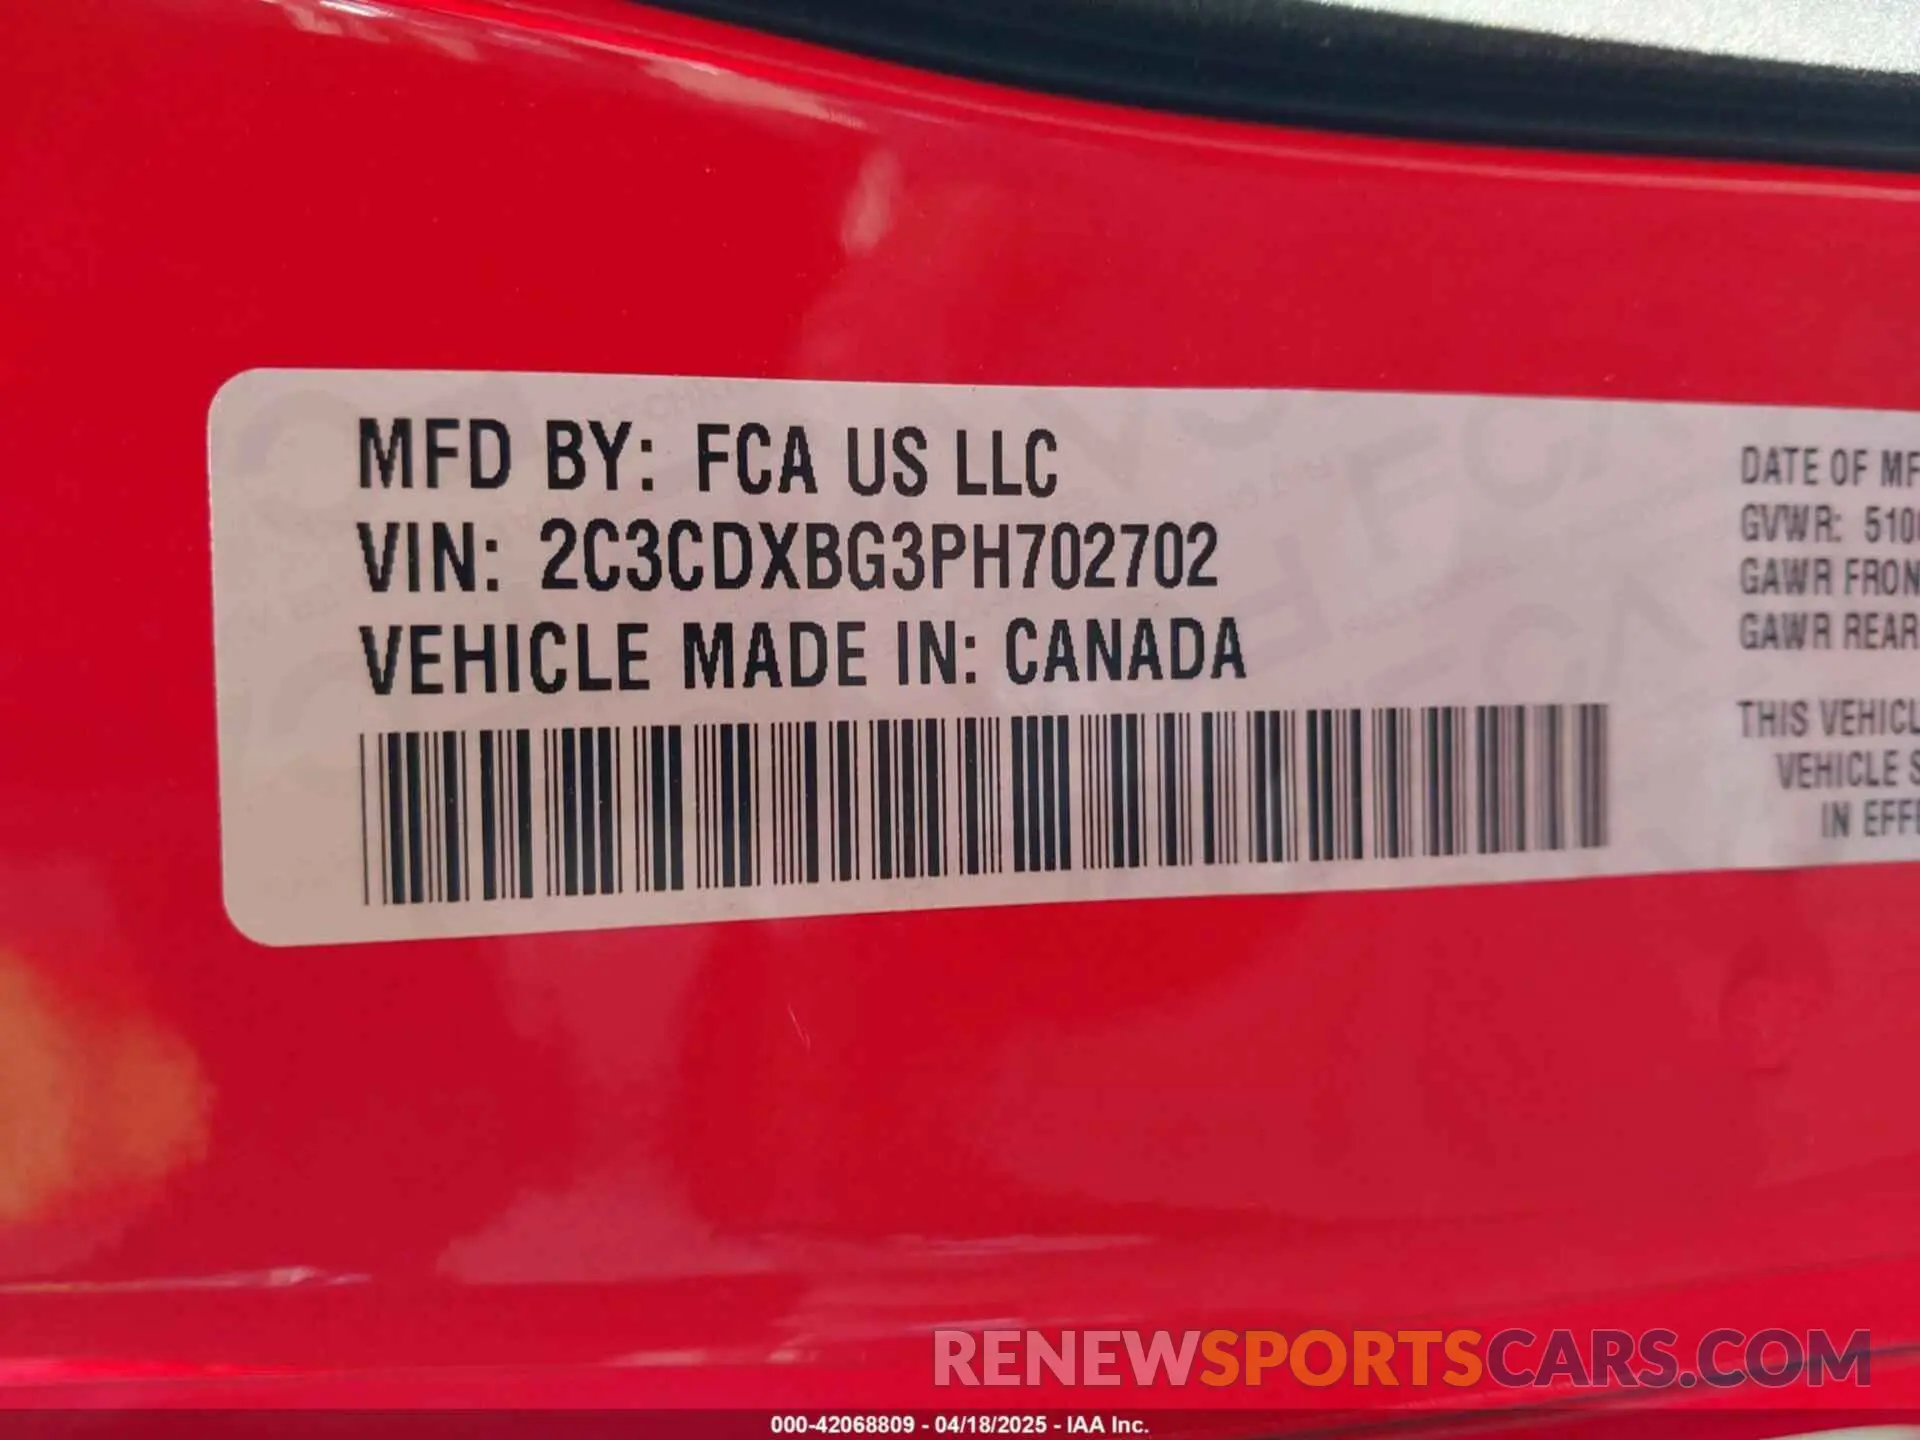 MFD BY: FCA US LLC
VIN: 2C3CDXBG3PH702702
VEHICLE MADE IN: CANADA
DATE OF MF
GVWR: 510
GAWR FRON
GAWR REAR
THIS VEHICL
VEHICLE S
IN EFF
RENEWSPORTSCARS.COM
000-42068809 - 04/18/2025 - IAA Inc.